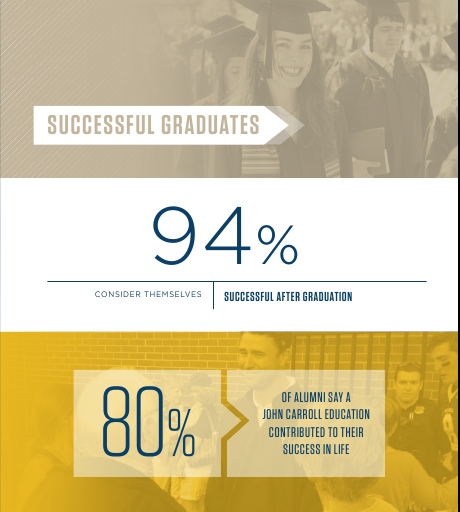 SUCCESSFUL GRADUATES
94%
CONSIDER THEMSELVES
SUCCESSFUL AFTER GRADUATION
80%
OF ALUMNI SAY A
JOHN CARROLL EDUCATION
CONTRIBUTED TO THEIR
SUCCESS IN LIFE